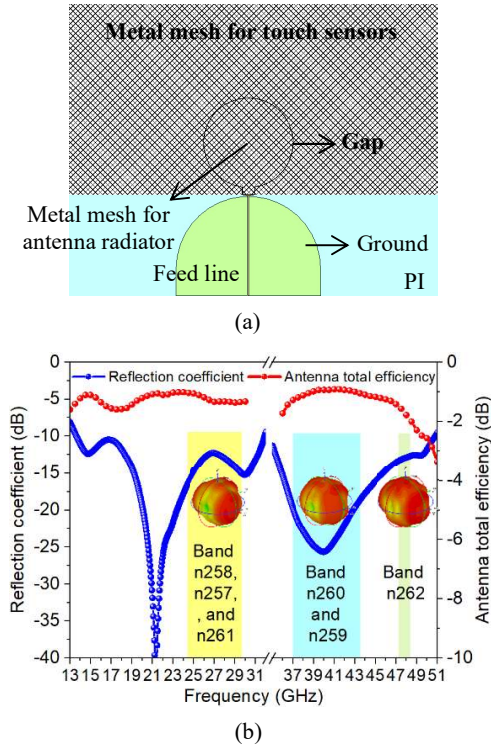 Metal mesh for touch sensors
Gap
Metal mesh for
antenna radiator
Ground
Feed line
PI
(a)
Reflection coefficient
Antenna total efficiency
0
-5
-10
-15
-20
-25
-30
-35
-40
Reflection coefficient (dB)
0
-2
-4
-6
-8
-10
Antenna total efficiency (dB)
Band
n258,
n257,
, and
n261
Band
n260
and
n259
Band
n262
13 15 17 19 21 23 25 27 29 31 37 39 41 43 45 47 49 51
Frequency (GHz)
(b)